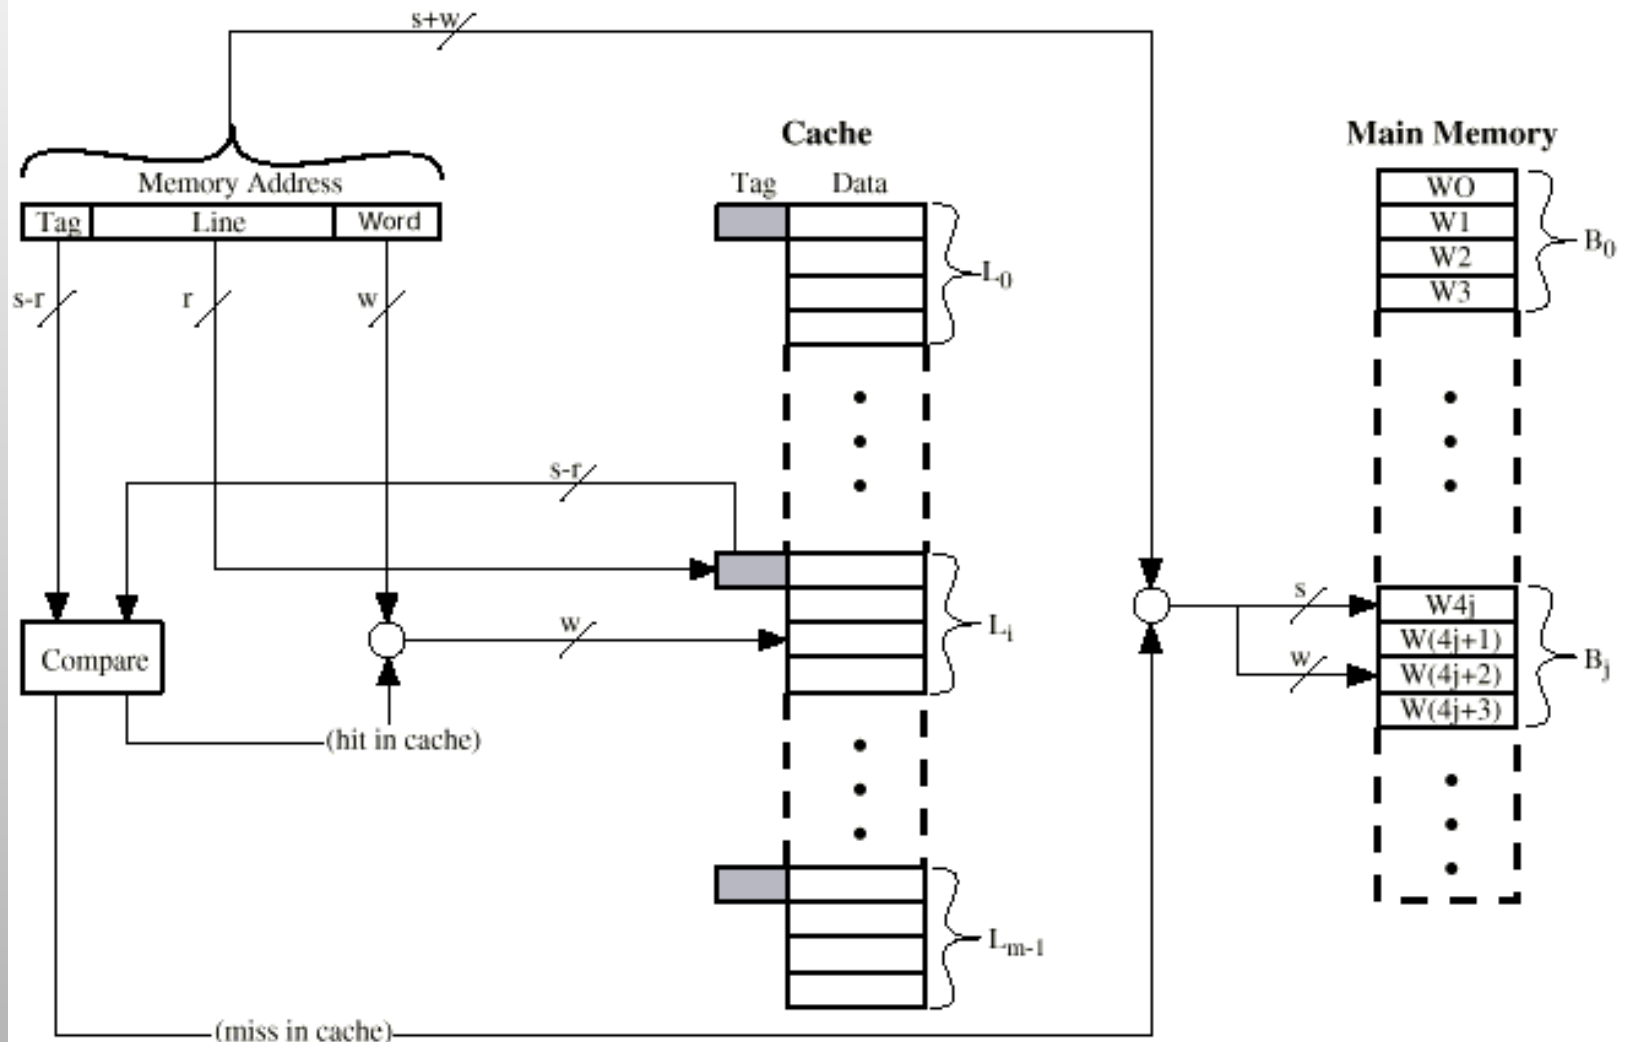 s+w
Cache
Main Memory
Memory Address
Tag Data
Tag Line Word
WO
W1
W2
W3
B0
L0
s-r
r
w
s-r
s
w
W4j
W(4j+1)
W(4j+2)
W(4j+3)
Bj
Li
w
Compare
(hit in cache)
Lm-1
(miss in cache)